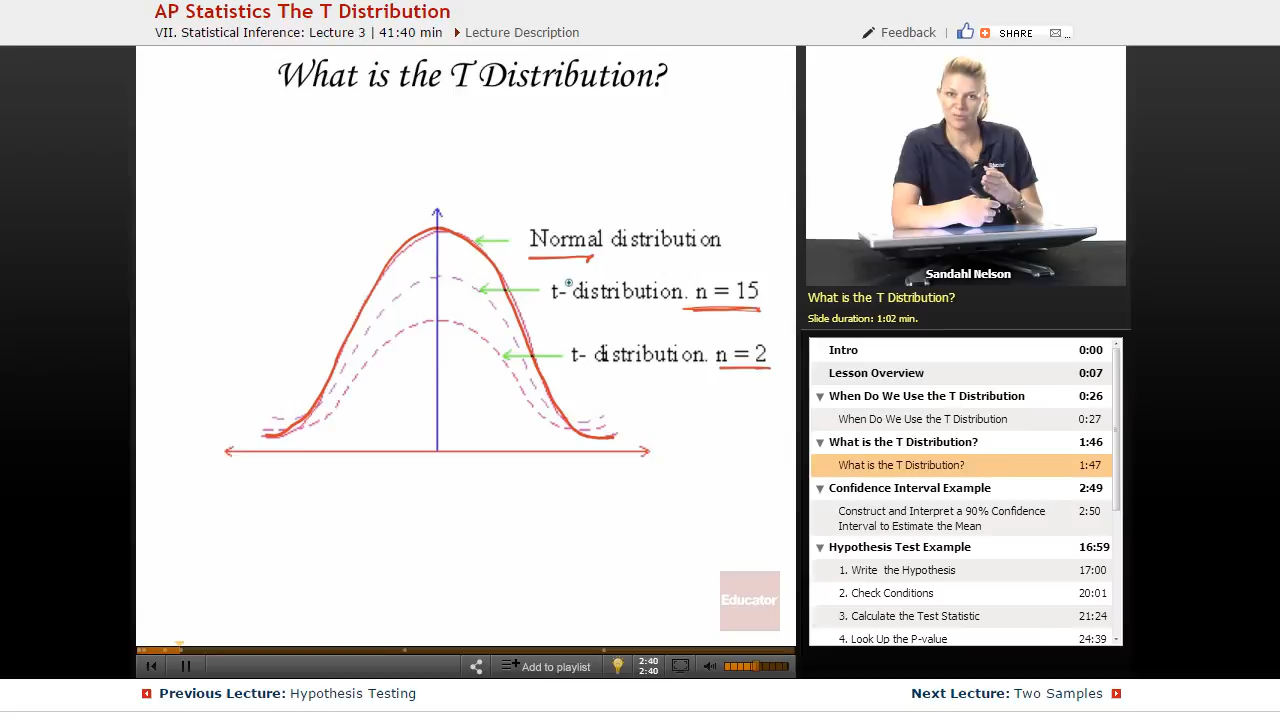 AP Statistics The T Distribution
VII. Statistical Inference: Lecture 3 | 41:40 min
Lecture Description
Feedback
SHARE
...
What is the T Distribution?
Normal distribution
t- distribution. n = 15
t- distribution. n = 2
Educator
Sandahl Nelson
What is the T Distribution?
Slide duration: 1:02 min.
Intro 0:00
Lesson Overview 0:07
When Do We Use the T Distribution 0:26
When Do We Use the T Distribution 0:27
What is the T Distribution? 1:46
What is the T Distribution? 1:47
Confidence Interval Example 2:49
Construct and Interpret a 90% Confidence 2:50
Interval to Estimate the Mean
Hypothesis Test Example 16:59
1. Write the Hypothesis 17:00
2. Check Conditions 20:01
3. Calculate the Test Statistic 21:24
4. Look Up the P-value 24:39
Add to playlist
2:40
2:40
Previous Lecture: Hypothesis Testing
Next Lecture: Two Samples